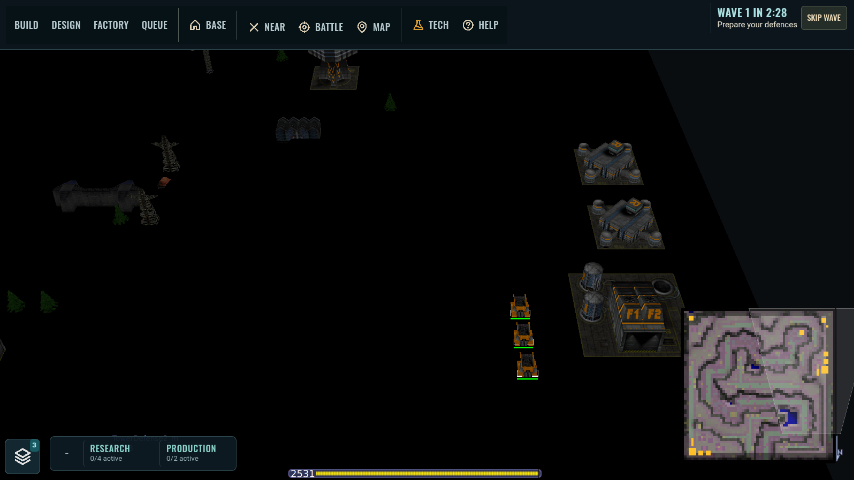 BUILD DESIGN FACTORY QUEUE BASE NEAR BATTLE MAP TECH HELP
WAVE 1 IN 2:28
Prepare your defences
SKIP WAVE
F1 F2
3
- RESEARCH PRODUCTION
0/4 active 0/2 active
2531
N